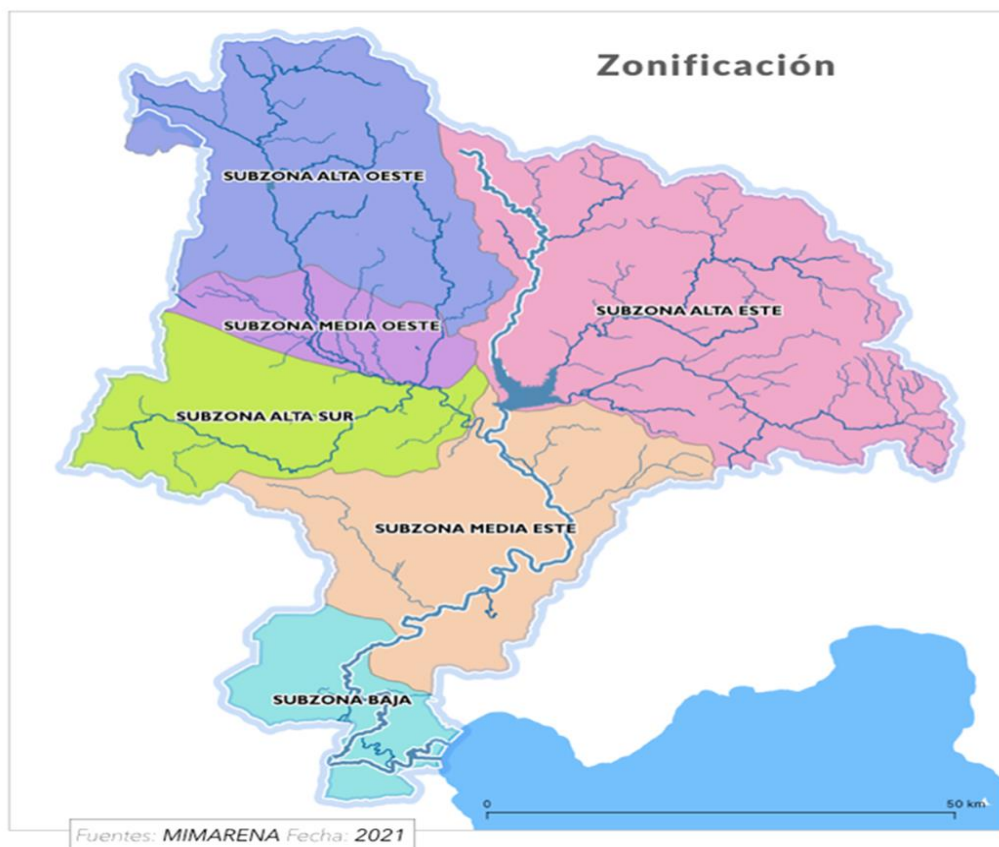 Zonificación
SUBZONA ALTA OESTE
SUBZONA ALTA ESTE
SUBZONA MEDIA OESTE
SUBZONA ALTA SUR
SUBZONA MEDIA ESTE
SUBZONA BAJA
0 50 km
Fuentes: MIMARENA Fecha: 2021